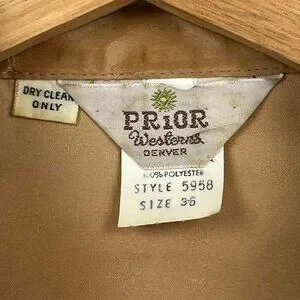 DRY CLEAN
ONLY
PRiOR
Westerns
DENVER
100% POLYESTER
STYLE 5958
SIZE 36